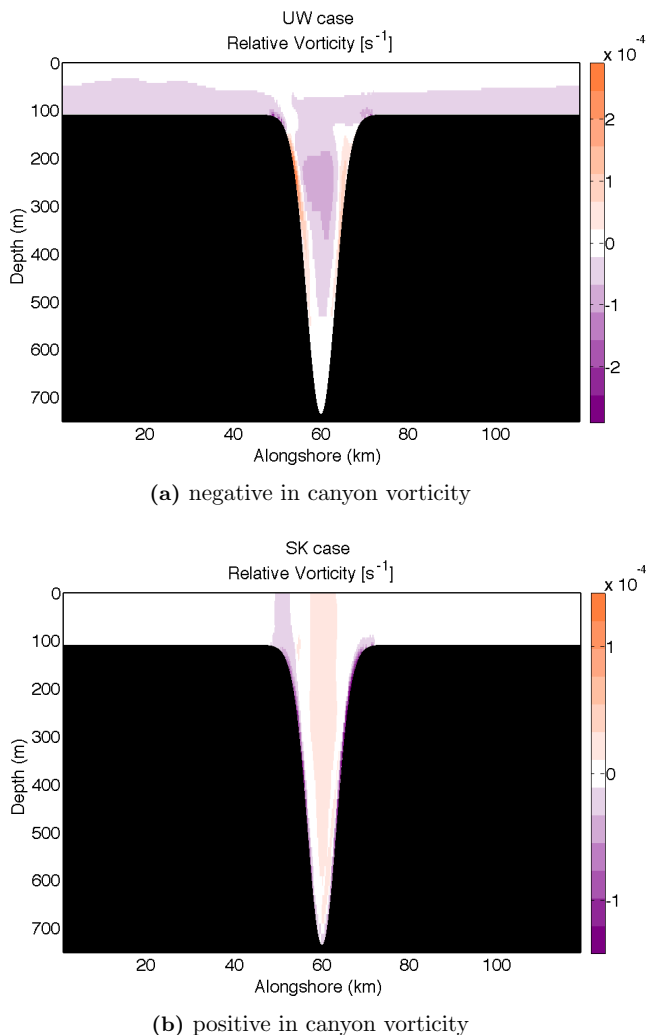 UW case
Relative Vorticity [s⁻¹]
x 10⁻⁴
0
100
200
300
400
500
600
700
Depth (m)
20
40
60
80
100
Alongshore (km)
2
1
0
-1
-2
(a) negative in canyon vorticity
SK case
Relative Vorticity [s⁻¹]
x 10⁻⁴
0
100
200
300
400
500
600
700
Depth (m)
20
40
60
80
100
Alongshore (km)
1
0
-1
(b) positive in canyon vorticity